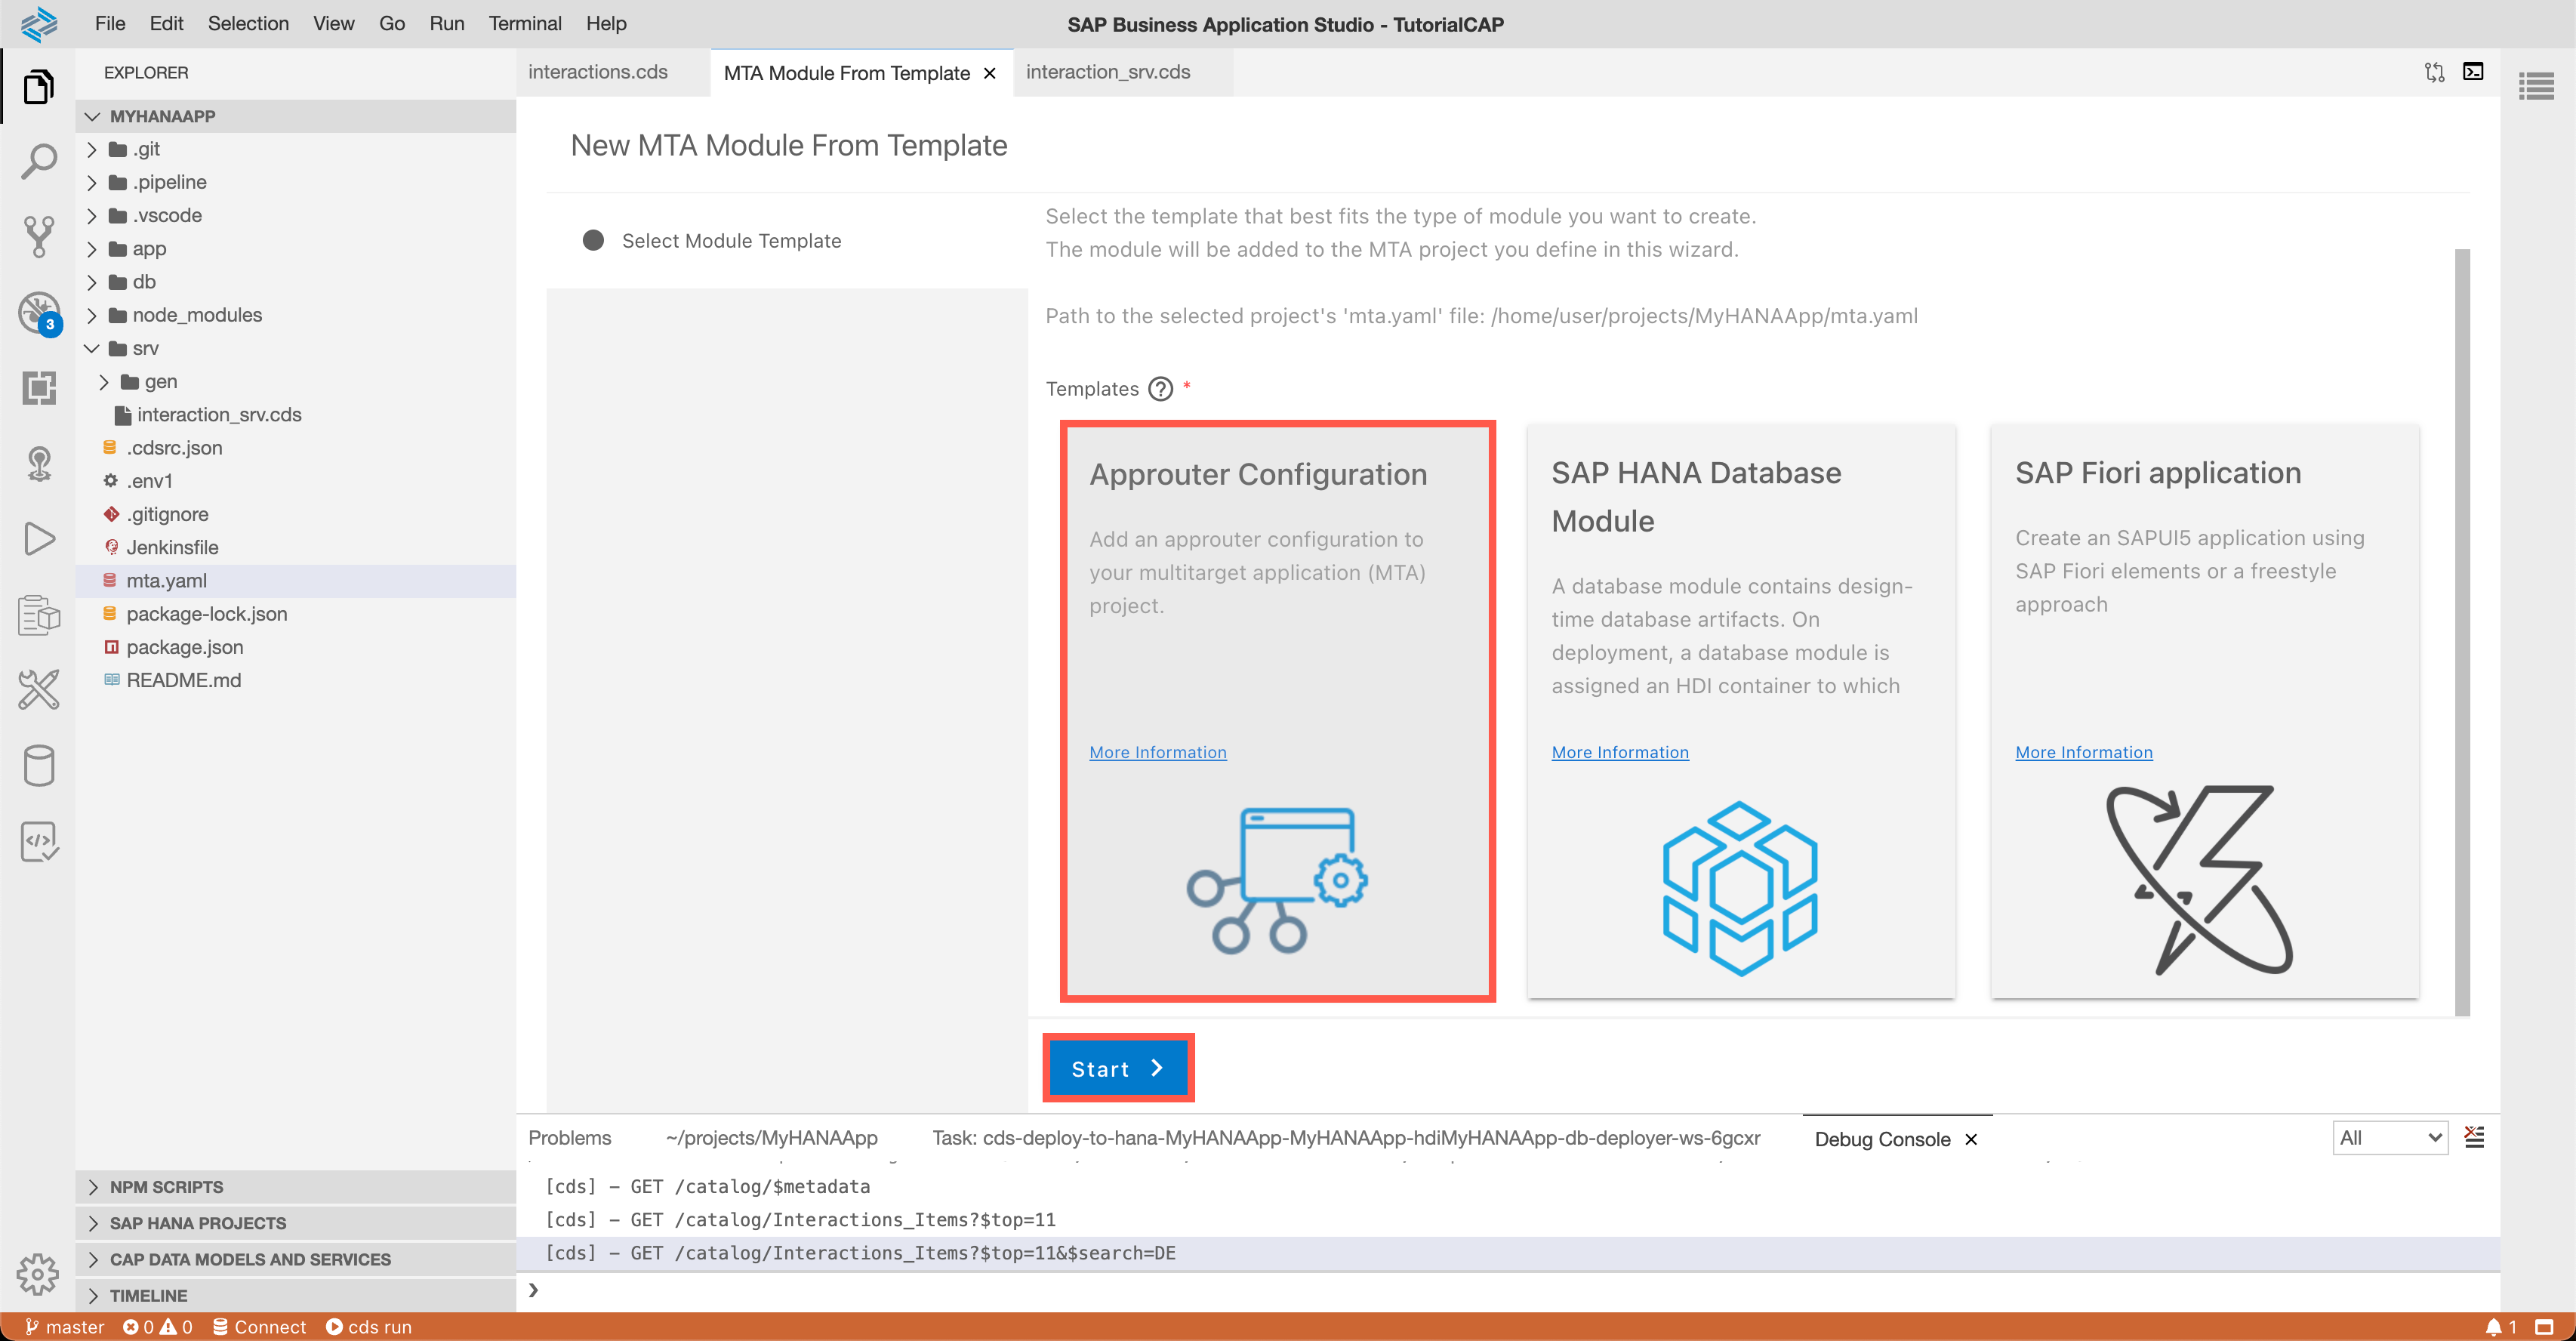 File Edit Selection View Go Run Terminal Help
SAP Business Application Studio - TutorialCAP
EXPLORER
MYHANAAPP
.git
.pipeline
.vscode
app
db
node_modules
srv
gen
interaction_srv.cds
.cdsrc.json
.env1
.gitignore
Jenkinsfile
mta.yaml
package-lock.json
package.json
README.md
NPM SCRIPTS
SAP HANA PROJECTS
CAP DATA MODELS AND SERVICES
TIMELINE
3
interactions.cds
MTA Module From Template
interaction_srv.cds
New MTA Module From Template
Select Module Template
Select the template that best fits the type of module you want to create.
The module will be added to the MTA project you define in this wizard.
Path to the selected project's 'mta.yaml' file: /home/user/projects/MyHANAApp/mta.yaml
Templates ? *
Approuter Configuration
Add an approuter configuration to
your multitarget application (MTA)
project.
More Information
SAP HANA Database
Module
A database module contains design-
time database artifacts. On
deployment, a database module is
assigned an HDI container to which
More Information
SAP Fiori application
Create an SAPUI5 application using
SAP Fiori elements or a freestyle
approach
More Information
Start
Problems
~/projects/MyHANAApp
Task: cds-deploy-to-hana-MyHANAApp-MyHANAApp-hdiMyHANAApp-db-deployer-ws-6gcxr
Debug Console
All
[cds] - GET /catalog/$metadata
[cds] - GET /catalog/Interactions_Items?$top=11
[cds] - GET /catalog/Interactions_Items?$top=11&$search=DE
master 0 0 Connect cds run
1